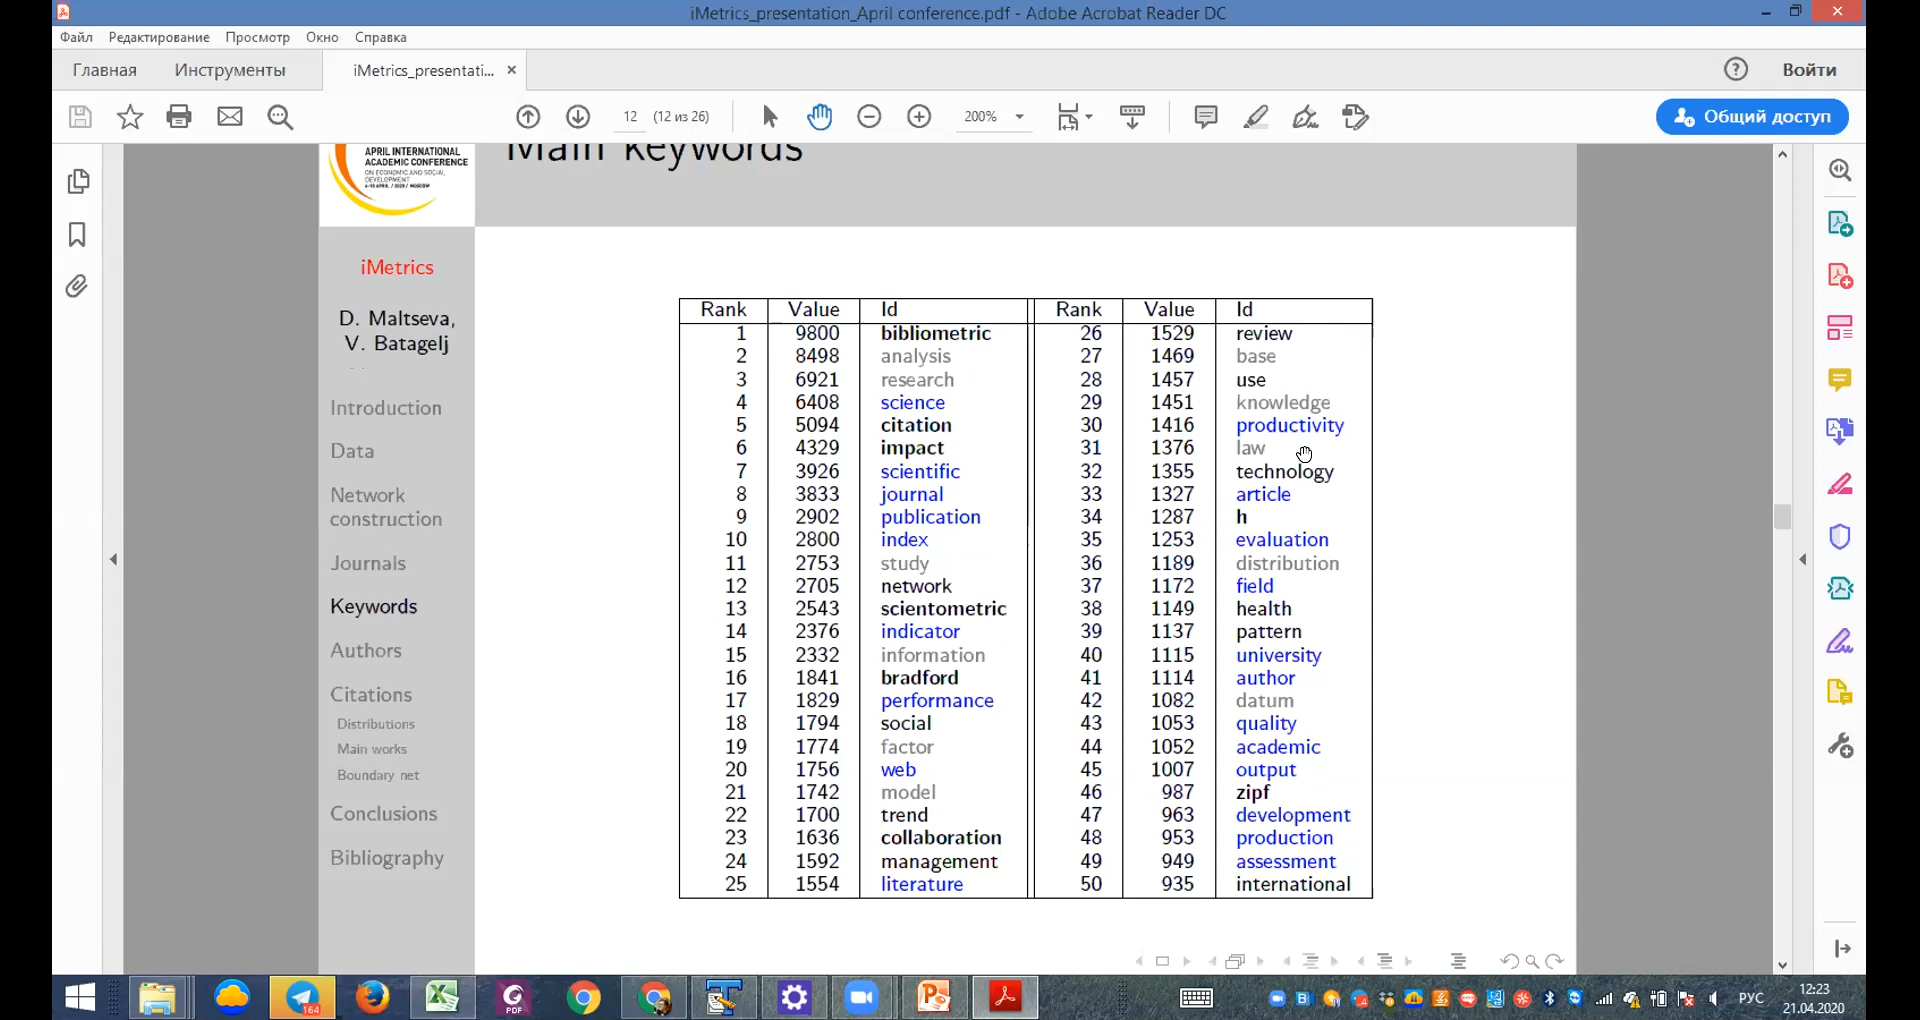 iMetrics_presentation_April conference.pdf - Adobe Acrobat Reader DC
Файл Редактирование Просмотр Окно Справка
Главная Инструменты iMetrics_presentati... × Войти
12 (12 из 26) 200% Общий доступ
APRIL INTERNATIONAL
ACADEMIC CONFERENCE
ON ECONOMIC AND SOCIAL
DEVELOPMENT
Main keywords
iMetrics
D. Maltseva,
V. Batagelj
Introduction
Data
Network
construction
Journals
Keywords
Authors
Citations
Distributions
Main works
Boundary net
Conclusions
Bibliography
Rank Value Id Rank Value Id
1 9800 bibliometric 26 1529 review
2 8498 analysis 27 1469 base
3 6921 research 28 1457 use
4 6408 science 29 1451 knowledge
5 5094 citation 30 1416 productivity
6 4329 impact 31 1376 law
7 3926 scientific 32 1355 technology
8 3833 journal 33 1327 article
9 2902 publication 34 1287 h
10 2800 index 35 1253 evaluation
11 2753 study 36 1189 distribution
12 2705 network 37 1172 field
13 2543 scientometric 38 1149 health
14 2376 indicator 39 1137 pattern
15 2332 information 40 1115 university
16 1841 bradford 41 1114 author
17 1829 performance 42 1082 datum
18 1794 social 43 1053 quality
19 1774 factor 44 1052 academic
20 1756 web 45 1007 output
21 1742 model 46 987 zipf
22 1700 trend 47 963 development
23 1636 collaboration 48 953 production
24 1592 management 49 949 assessment
25 1554 literature 50 935 international
164
PDF
РУС
12:23
21.04.2020